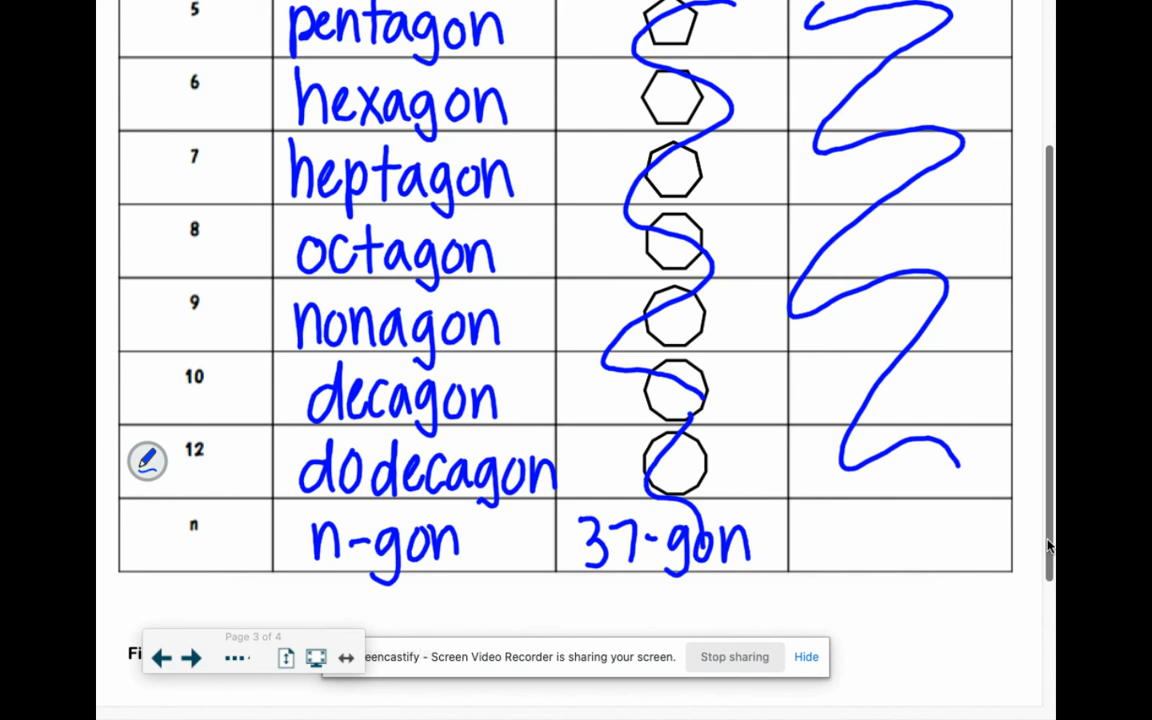 5 pentagon
6 hexagon
7 heptagon
8 octagon
9 nonagon
10 decagon
12 dodecagon
n n-gon 37-gon
Page 3 of 4
Fi
eencastify - Screen Video Recorder is sharing your screen. Stop sharing Hide